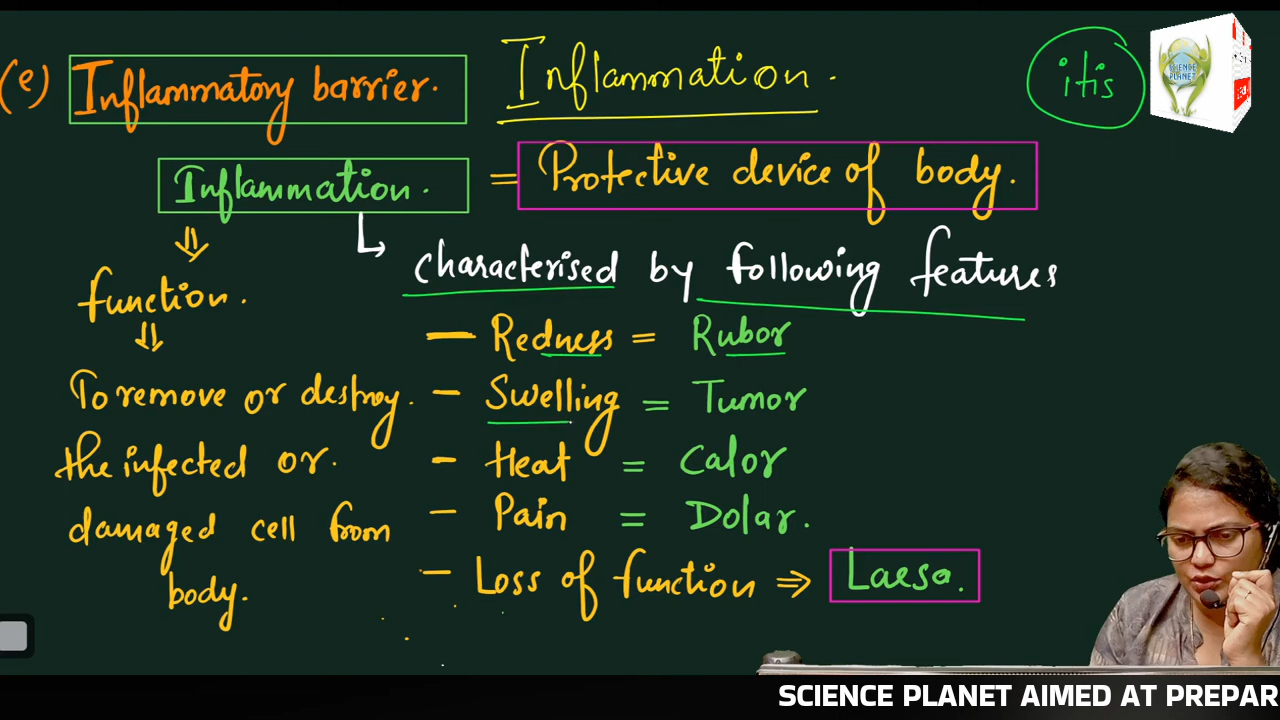 (e) Inflammatory barrier. Inflammation. itis
SCIENCE PLANET
Inflammation. = Protective device of body.
characterised by following features
function.
Redness = Rubor
To remove or destroy. - Swelling = Tumor
the infected or. - Heat = Calor
damaged cell from - Pain = Dolar.
body. - Loss of function ⇒ Laesa.
SCIENCE PLANET AIMED AT PREPAR